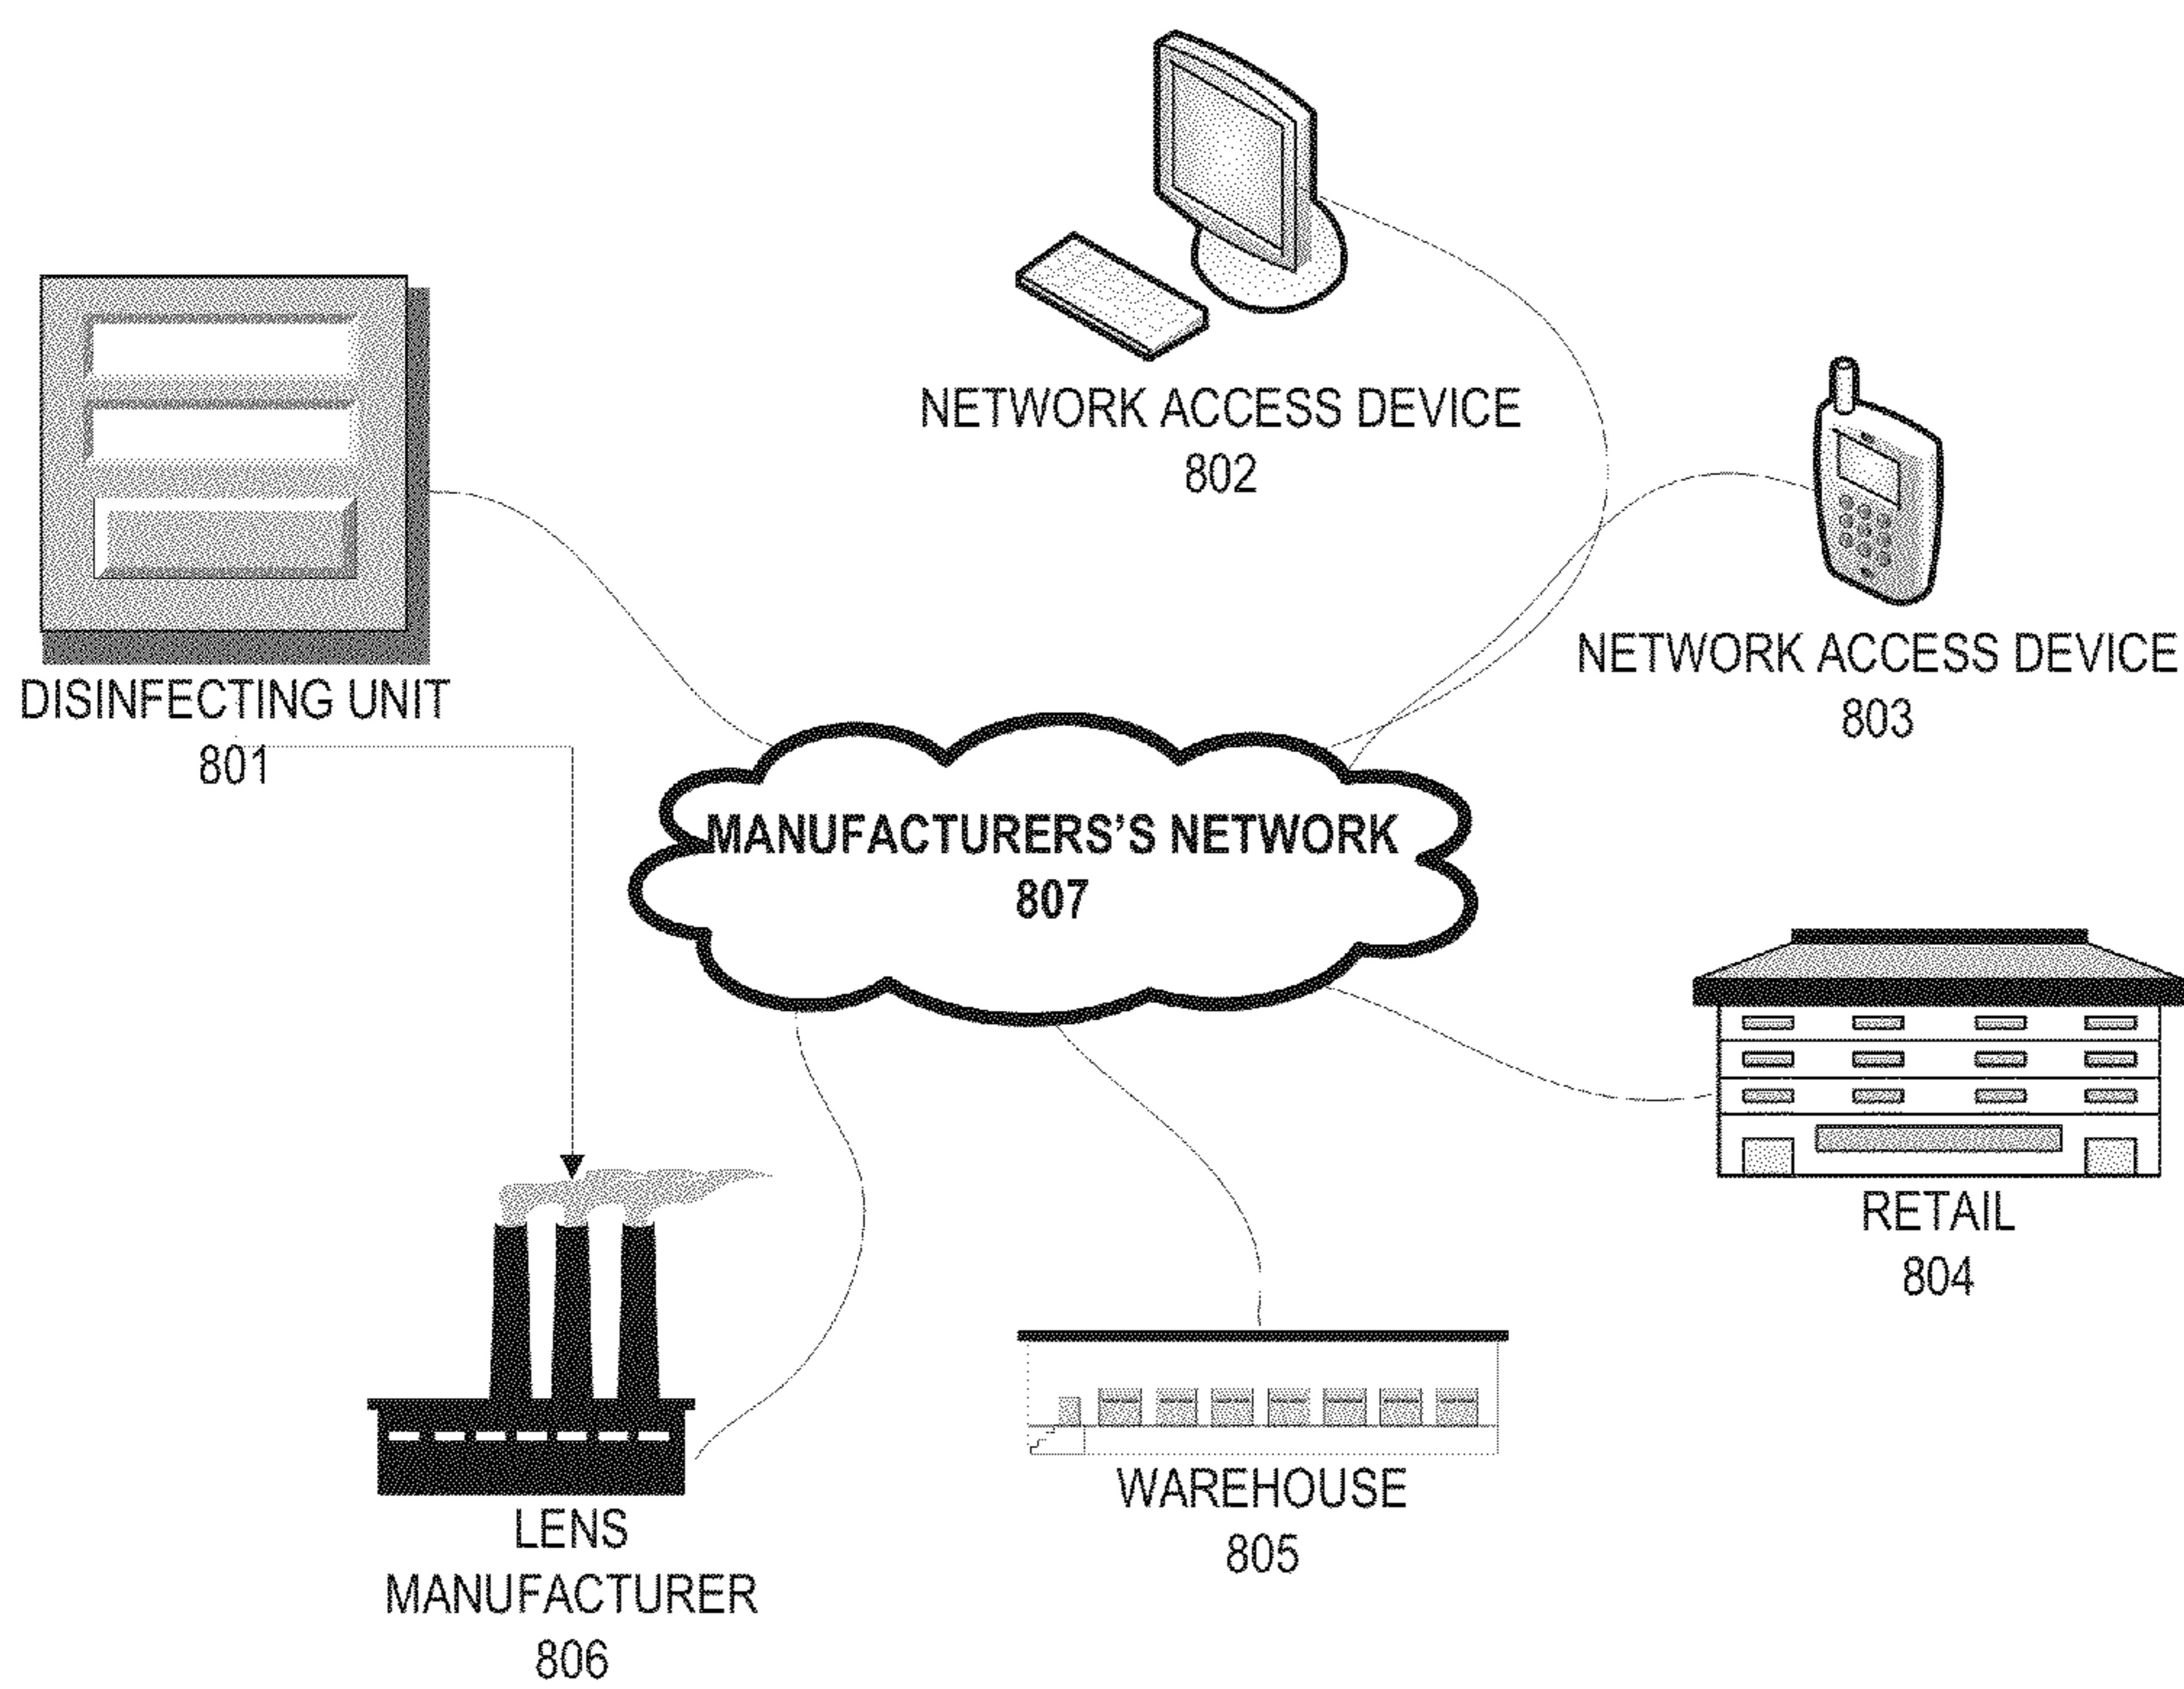 NETWORK ACCESS DEVICE
802
NETWORK ACCESS DEVICE
803
DISINFECTING UNIT
801
MANUFACTURERS'S NETWORK
807
RETAIL
804
WAREHOUSE
805
LENS
MANUFACTURER
806